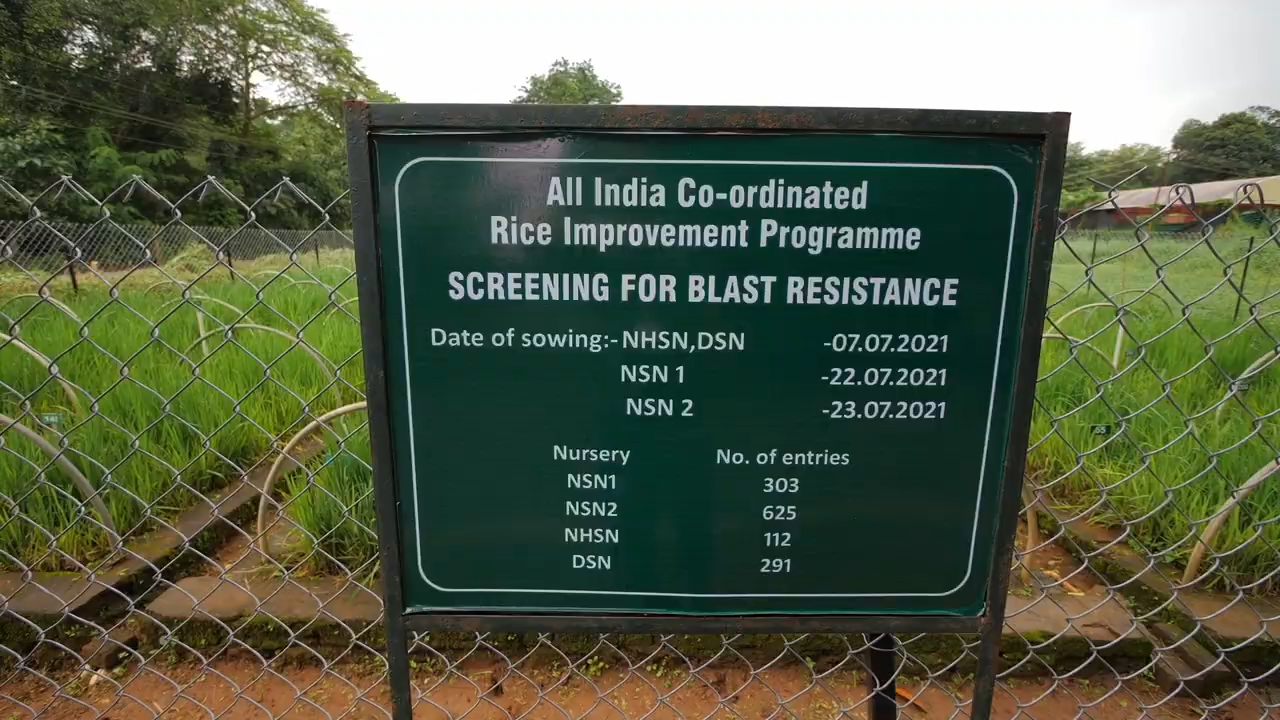 All India Co-ordinated
Rice Improvement Programme
SCREENING FOR BLAST RESISTANCE
Date of sowing:- NHSN,DSN -07.07.2021
NSN 1 -22.07.2021
NSN 2 -23.07.2021
Nursery No. of entries
NSN1 303
NSN2 625
NHSN 112
DSN 291
55